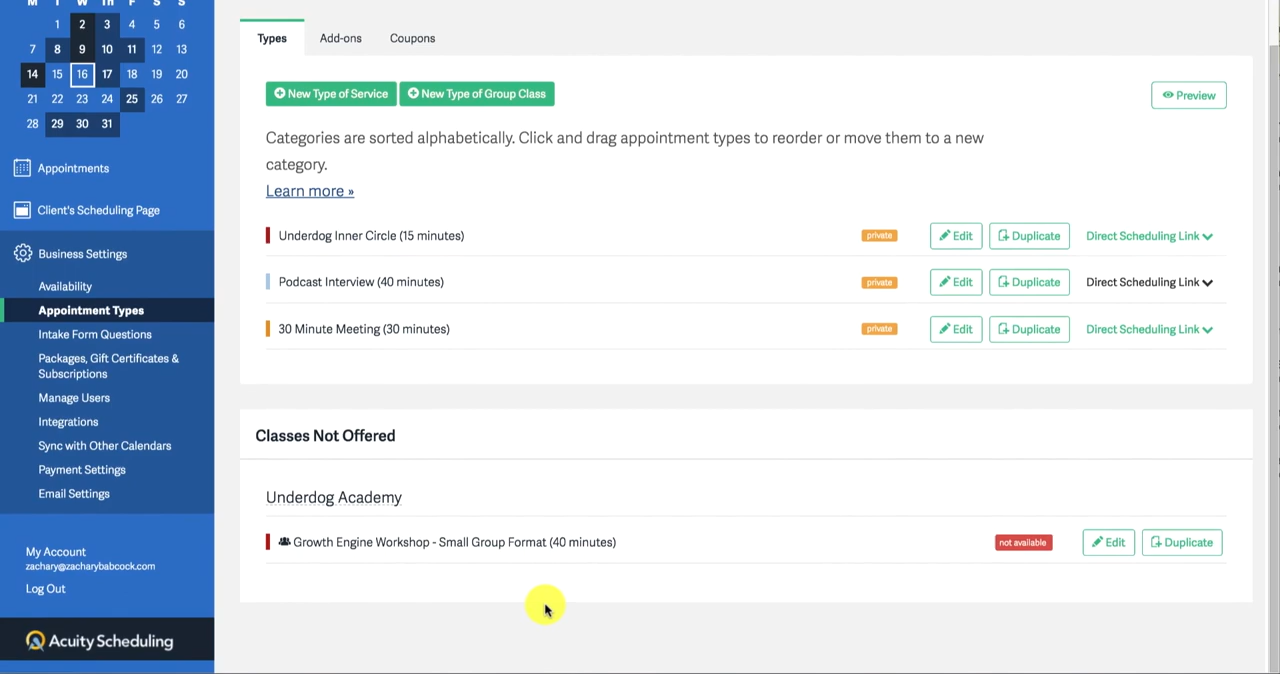 M T W Th F S S
1 2 3 4 5 6
7 8 9 10 11 12 13
14 15 16 17 18 19 20
21 22 23 24 25 26 27
28 29 30 31
Appointments
Client's Scheduling Page
Business Settings
Availability
Appointment Types
Intake Form Questions
Packages, Gift Certificates &
Subscriptions
Manage Users
Integrations
Sync with Other Calendars
Payment Settings
Email Settings
My Account
zachary@zacharybabcock.com
Log Out
Acuity Scheduling
Types Add-ons Coupons
New Type of Service New Type of Group Class Preview
Categories are sorted alphabetically. Click and drag appointment types to reorder or move them to a new
category.
Learn more »
Underdog Inner Circle (15 minutes) private Edit Duplicate Direct Scheduling Link
Podcast Interview (40 minutes) private Edit Duplicate Direct Scheduling Link
30 Minute Meeting (30 minutes) private Edit Duplicate Direct Scheduling Link
Classes Not Offered
Underdog Academy
Growth Engine Workshop - Small Group Format (40 minutes) not available Edit Duplicate